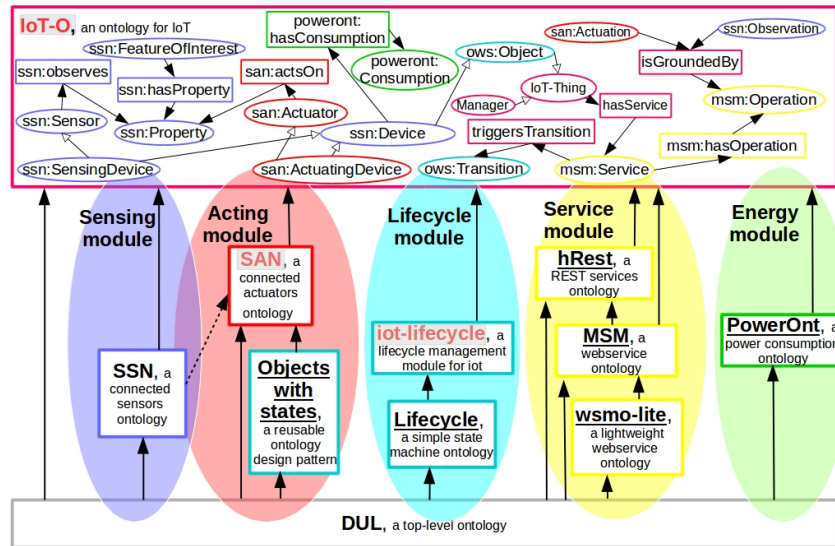 IoT-O, an ontology for IoT
ssn:FeatureOfInterest
poweront:
hasConsumption
poweront:
Consumption
ows:Object
san:Actuation
ssn:Observation
ssn:observes
ssn:hasProperty
san:actsOn
IoT-Thing
isGroundedBy
ssn:Sensor
ssn:Property
san:Actuator
ssn:Device
Manager
hasService
msm:Operation
triggersTransition
msm:hasOperation
ssn:SensingDevice
san:ActuatingDevice
ows:Transition
msm:Service
Sensing
module
Acting
module
Lifecycle
module
Service
module
Energy
module
SAN, a
connected
actuators
ontology
hRest, a
REST services
ontology
iot-lifecycle, a
lifecycle management
module for iot
MSM, a
webservice
ontology
PowerOnt, a
power consumption
ontology
SSN, a
connected
sensors
ontology
Objects
with
states,
a reusable
ontology
design pattern
Lifecycle,
a simple state
machine ontology
wsmo-lite,
a lightweight
webservice
ontology
DUL, a top-level ontology